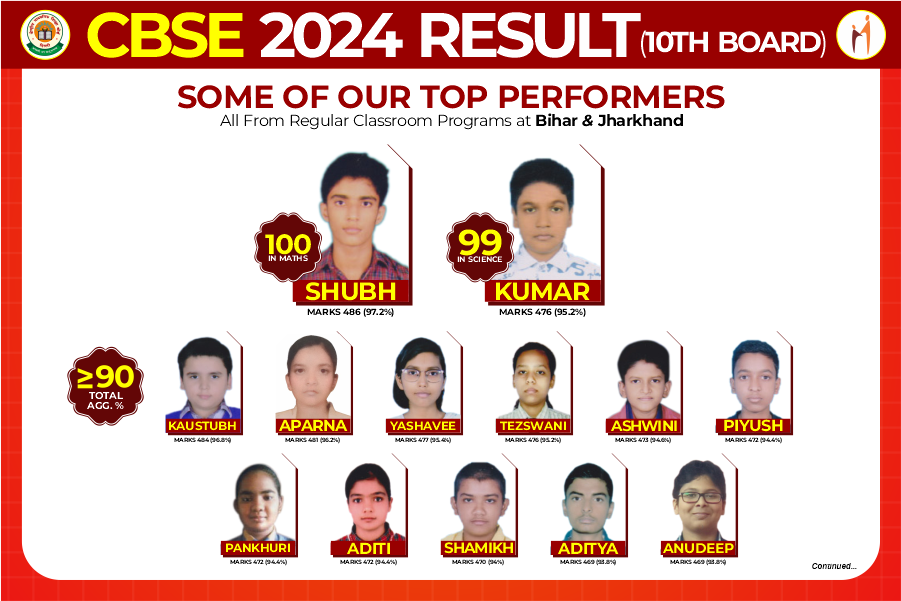 CBSE 2024 RESULT (10TH BOARD)
SOME OF OUR TOP PERFORMERS
All From Regular Classroom Programs at Bihar & Jharkhand
100
IN MATHS
SHUBH
MARKS 486 (97.2%)
99
IN SCIENCE
KUMAR
MARKS 476 (95.2%)
≥90
TOTAL
AGG. %
KAUSTUBH
MARKS 484 (96.8%)
APARNA
MARKS 481 (96.2%)
YASHAVEE
MARKS 477 (95.4%)
TEZSWANI
MARKS 476 (95.2%)
ASHWINI
MARKS 473 (94.6%)
PIYUSH
MARKS 472 (94.4%)
PANKHURI
MARKS 472 (94.4%)
ADITI
MARKS 472 (94.4%)
SHAMIKH
MARKS 470 (94%)
ADITYA
MARKS 469 (93.8%)
ANUDEEP
MARKS 469 (93.8%)
Continued...